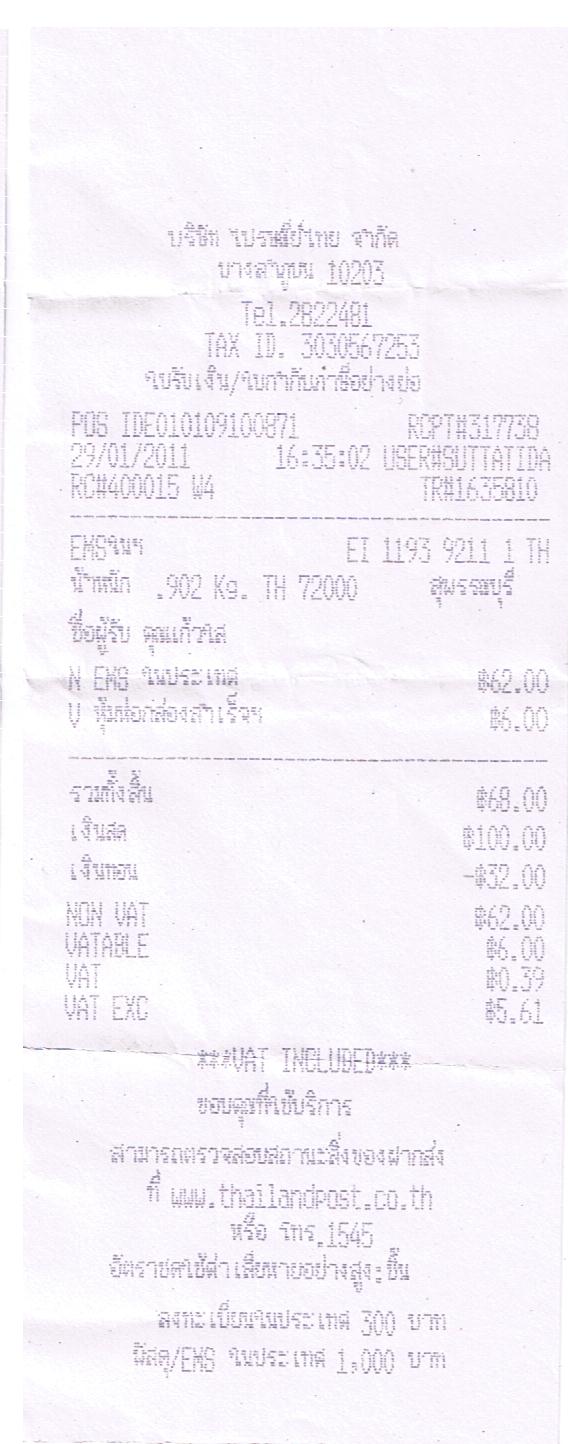 บริษัท ไปรษณีย์ไทย จำกัด
บางลำพูบน 10203
Tel.2822481
TAX ID. 3030567253
ใบรับเงิน/ใบกำกับภาษีอย่างย่อ
POS IDE010109100871 RCPT#317738
29/01/2011 16:35:02 USER#SUTTATIDA
RC#400015 W4 TR#1635810
EMSในฯ EI 1193 9211 1 TH
น้ำหนัก .902 Kg. TH 72000 สุพรรณบุรี
ชื่อผู้รับ คุณแก้วใส
N EMS ในประเทศ ฿62.00
V หุ้มห่อกล่องสำเร็จฯ ฿6.00
รวมทั้งสิ้น ฿68.00
เงินสด ฿100.00
เงินทอน -฿32.00
NON VAT ฿62.00
VATABLE ฿6.00
VAT ฿0.39
VAT EXC ฿5.61
***VAT INCLUDED***
ขอบคุณที่ใช้บริการ
สามารถตรวจสอบสถานะสิ่งของฝากส่ง
ที่ www.thailandpost.co.th
หรือ โทร.1545
อัตราชดใช้ค่าเสียหายอย่างสูง:ชิ้น
ลงทะเบียนในประเทศ 300 บาท
พัสดุ/EMS ในประเทศ 1,000 บาท